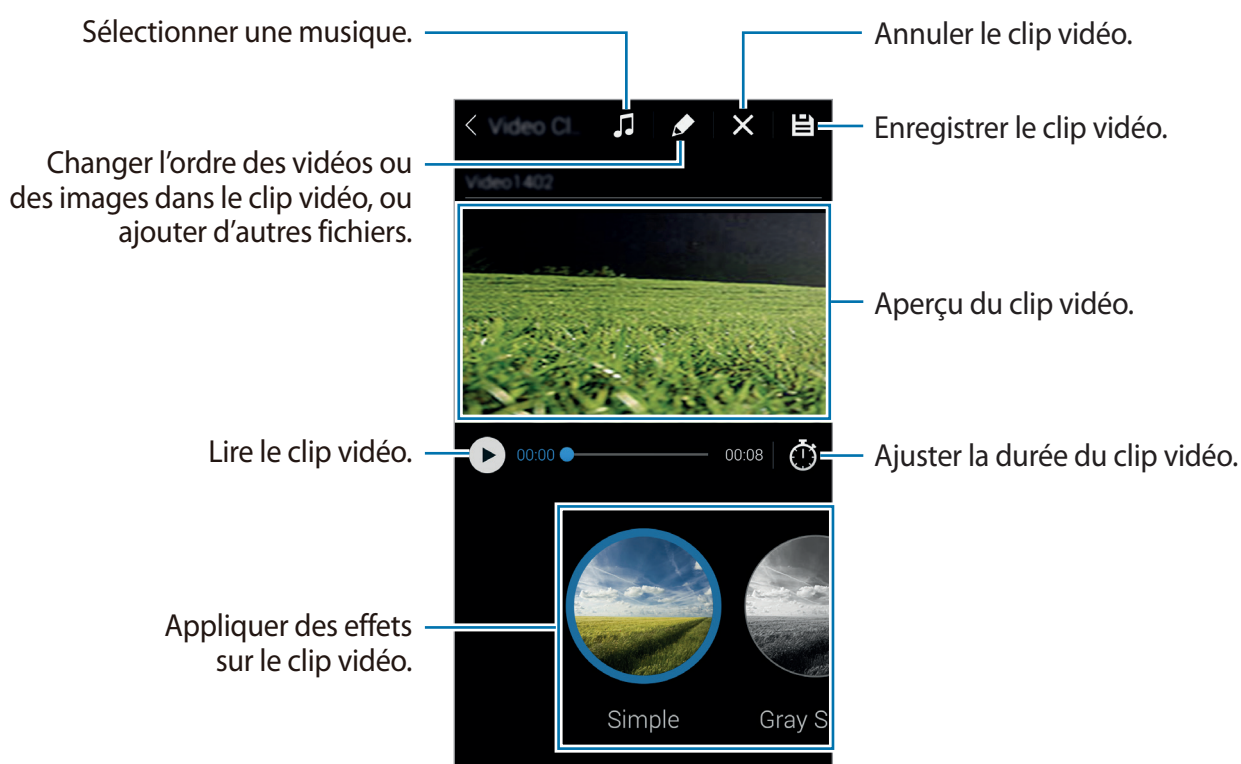 Sélectionner une musique.
Annuler le clip vidéo.
Video Cl
Enregistrer le clip vidéo.
Changer l’ordre des vidéos ou
des images dans le clip vidéo, ou
ajouter d’autres fichiers.
Video1402
Aperçu du clip vidéo.
Lire le clip vidéo.
00:00
00:08
Ajuster la durée du clip vidéo.
Appliquer des effets
sur le clip vidéo.
Simple
Gray S